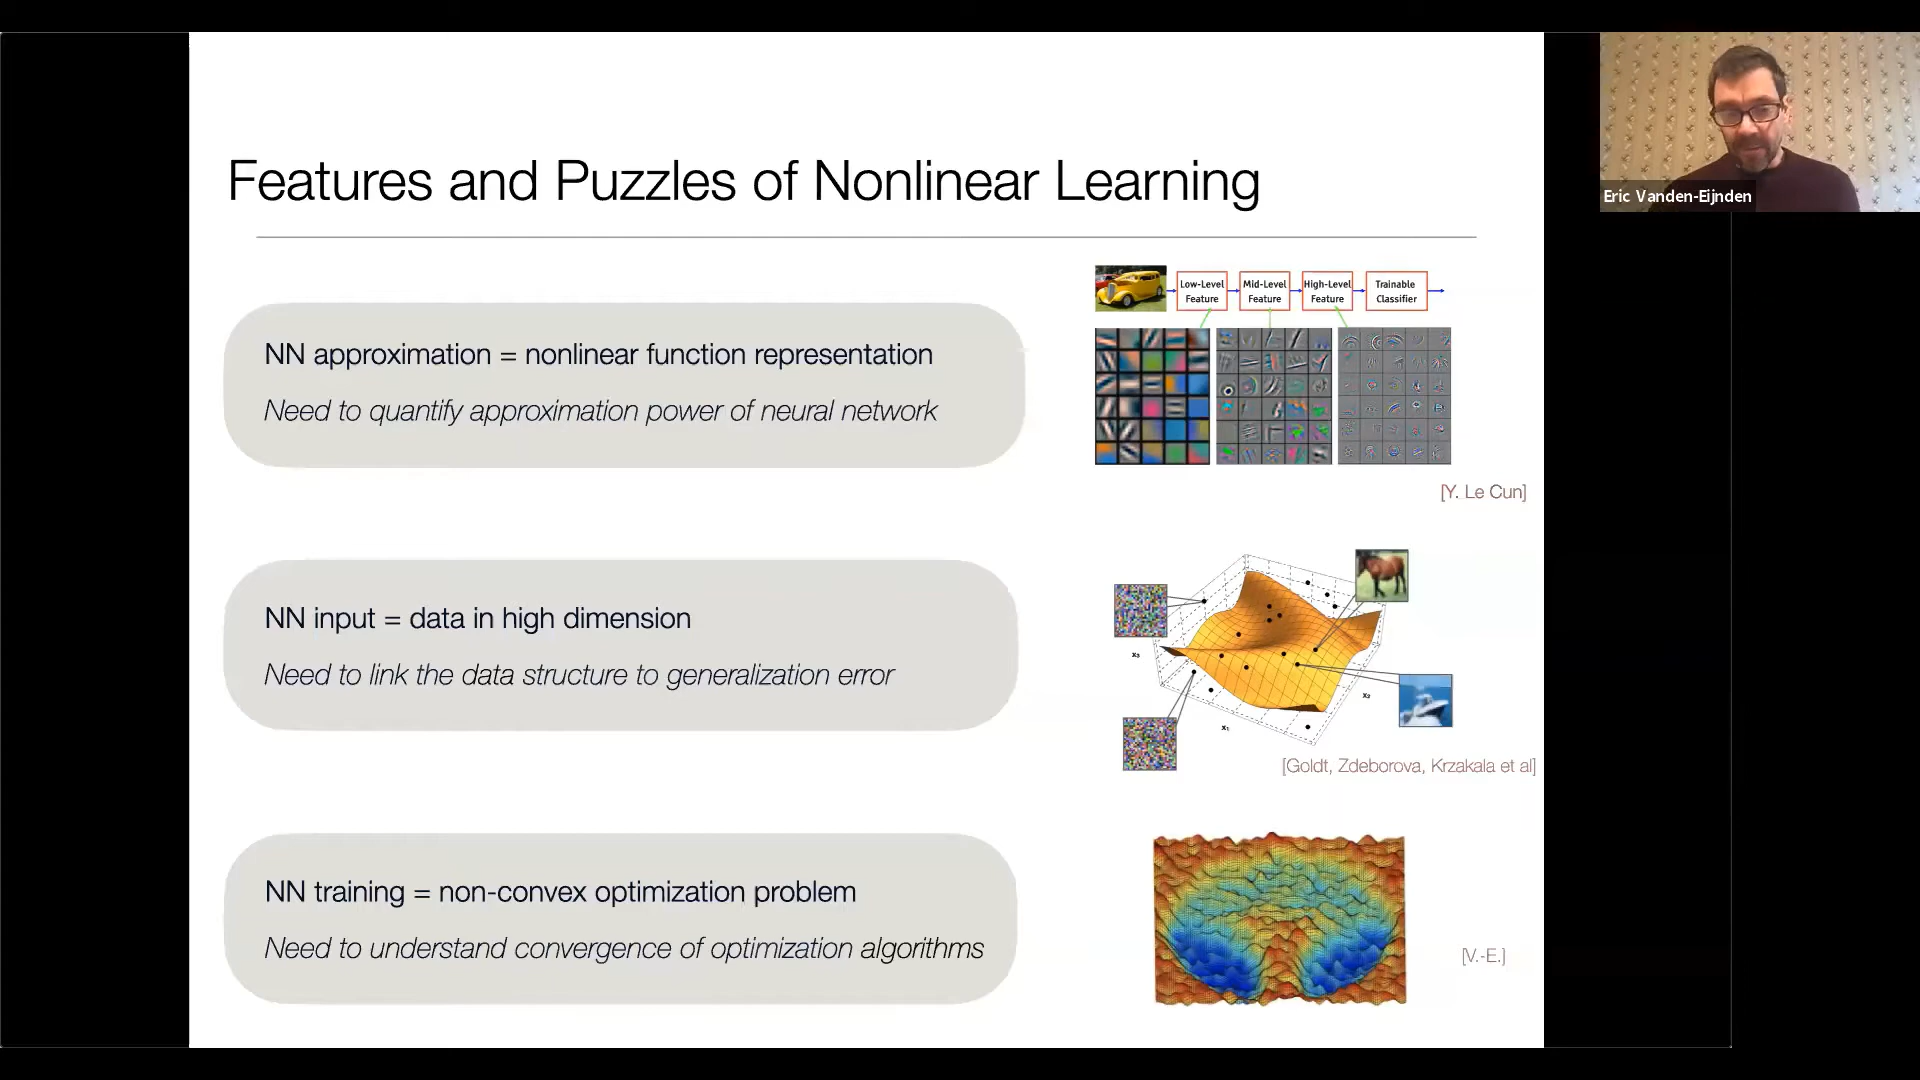 Features and Puzzles of Nonlinear Learning
Eric Vanden-Eijnden
NN approximation = nonlinear function representation
Need to quantify approximation power of neural network
Low-Level Feature
Mid-Level Feature
High-Level Feature
Trainable Classifier
[Y. Le Cun]
NN input = data in high dimension
Need to link the data structure to generalization error
x₃
x₂
x₁
[Goldt, Zdeborova, Krzakala et al]
NN training = non-convex optimization problem
Need to understand convergence of optimization algorithms
[V.-E.]